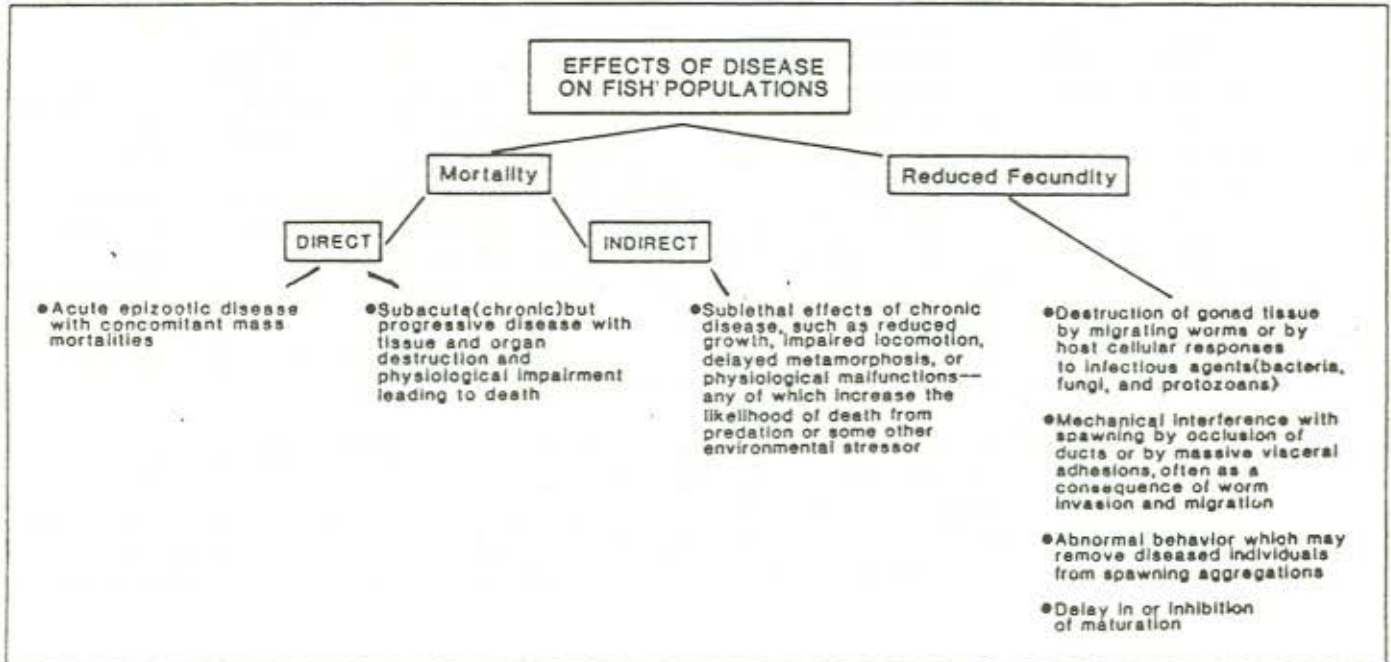 EFFECTS OF DISEASE
ON FISH' POPULATIONS
Mortality
Reduced Fecundity
DIRECT
INDIRECT
●Acute epizootic disease
with concomitant mass
mortalities
●Subacute(chronic)but
progressive disease with
tissue and organ
destruction and
physiological impairment
leading to death
●Sublethal effects of chronic
disease, such as reduced
growth, impaired locomotion,
delayed metamorphosis, or
physiological malfunctions—
any of which increase the
likelihood of death from
predation or some other
environmental stressor
●Destruction of gonad tissue
by migrating worms or by
host cellular responses
to infectious agents(bacteria,
fungi, and protozoans)
●Mechanical interference with
spawning by occlusion of
ducts or by massive visceral
adhesions, often as a
consequence of worm
invasion and migration
●Abnormal behavior which may
remove diseased individuals
from spawning aggregations
●Delay in or inhibition
of maturation